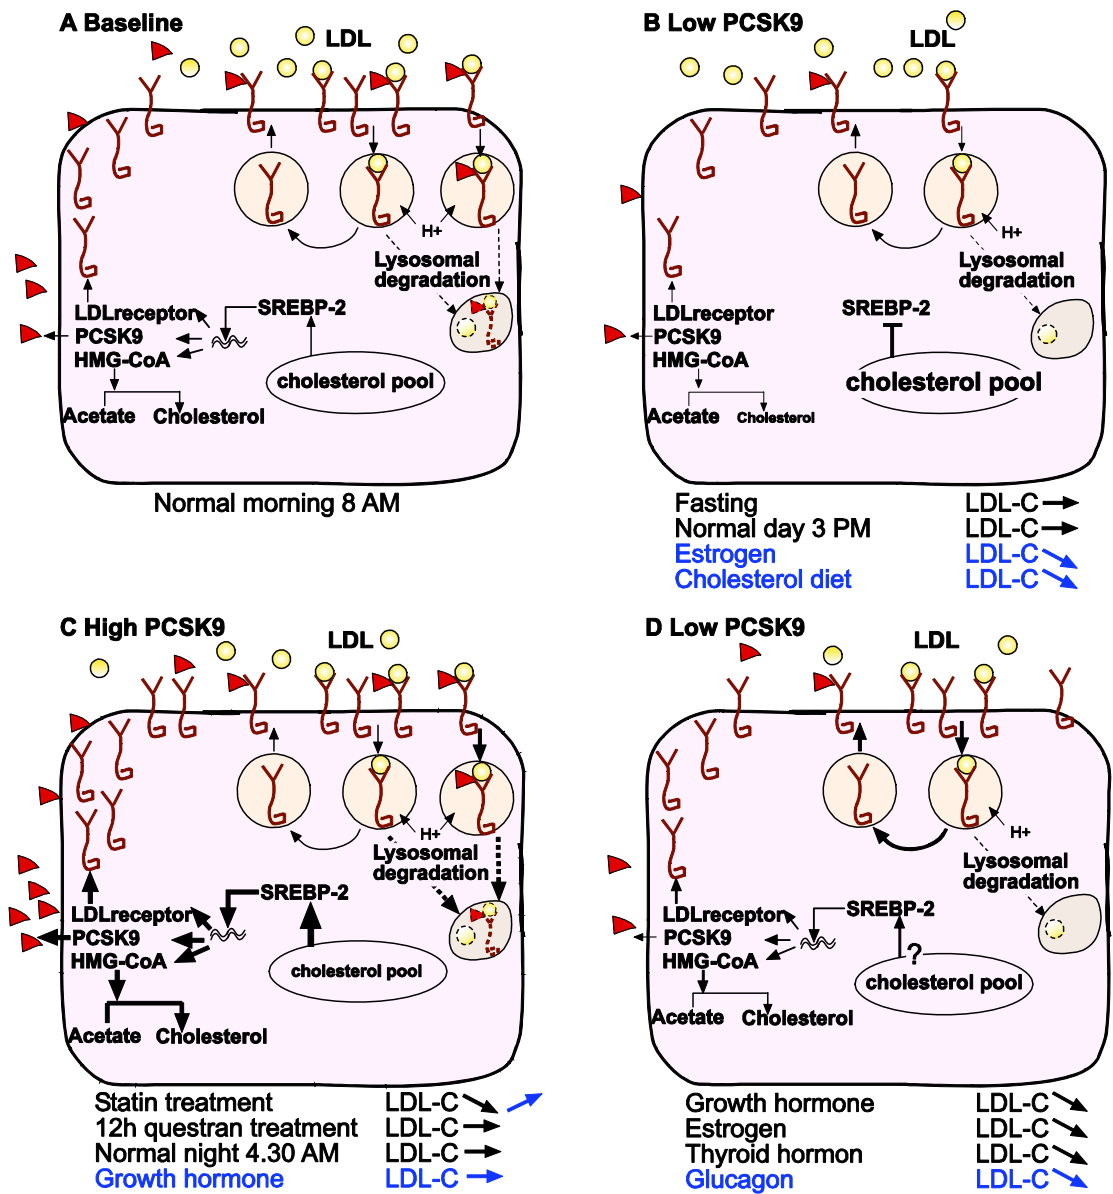 A Baseline
LDL
H+
Lysosomal
degradation
LDLreceptor
SREBP-2
PCSK9
HMG-CoA
cholesterol pool
Acetate
Cholesterol
Normal morning 8 AM
B Low PCSK9
LDL
H+
Lysosomal
degradation
LDLreceptor
SREBP-2
PCSK9
HMG-CoA
cholesterol pool
Acetate
Cholesterol
Fasting LDL-C
Normal day 3 PM LDL-C
Estrogen LDL-C
Cholesterol diet LDL-C
C High PCSK9
LDL
H+
Lysosomal
degradation
SREBP-2
LDLreceptor
PCSK9
HMG-CoA
cholesterol pool
Acetate
Cholesterol
Statin treatment LDL-C
12h questran treatment LDL-C
Normal night 4.30 AM LDL-C
Growth hormone LDL-C
D Low PCSK9
LDL
H+
Lysosomal
degradation
SREBP-2
LDLreceptor
PCSK9
HMG-CoA
?
cholesterol pool
Acetate
Cholesterol
Growth hormone LDL-C
Estrogen LDL-C
Thyroid hormon LDL-C
Glucagon LDL-C